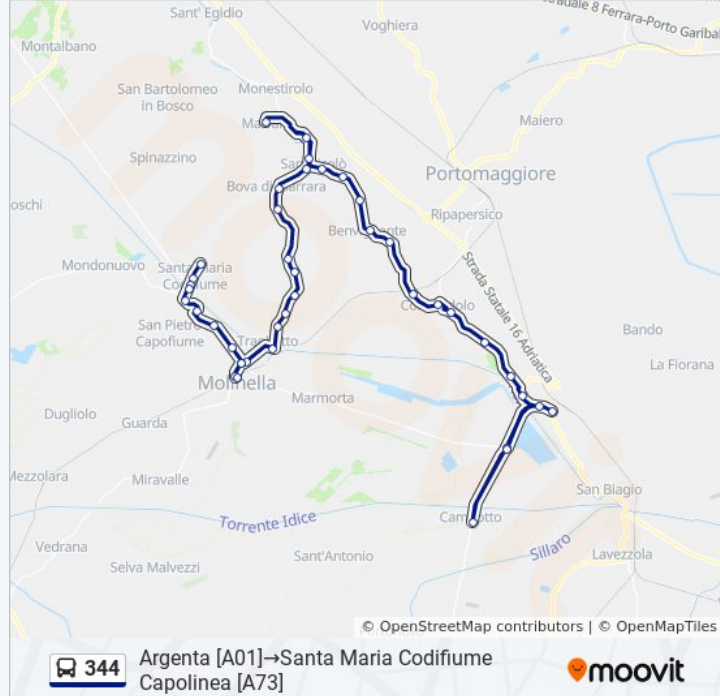 Strada Statale 8 Ferrara-Porto Garibal
Sant' Egidio
Voghiera
Montalbano
San Bartolomeo
in Bosco
Monestirolo
Maiero
Spinazzino
Portomaggiore
oschi
Ripapersico
Mondonuovo
Santa Maria
Codifiume
Strada Statale 16 Adriatica
San Pietro
Capofiume
Bando
La Fiorana
Molinella
Marmorta
Dugliolo
Guarda
Mezzolara
Miravalle
San Biagio
Torrente Idice
Vedrana
Sant'Antonio
Sillaro
Lavezzola
Selva Malvezzi
© OpenStreetMap contributors | © OpenMapTiles
344
Argenta [A01]→Santa Maria Codifiume
Capolinea [A73]
moovit